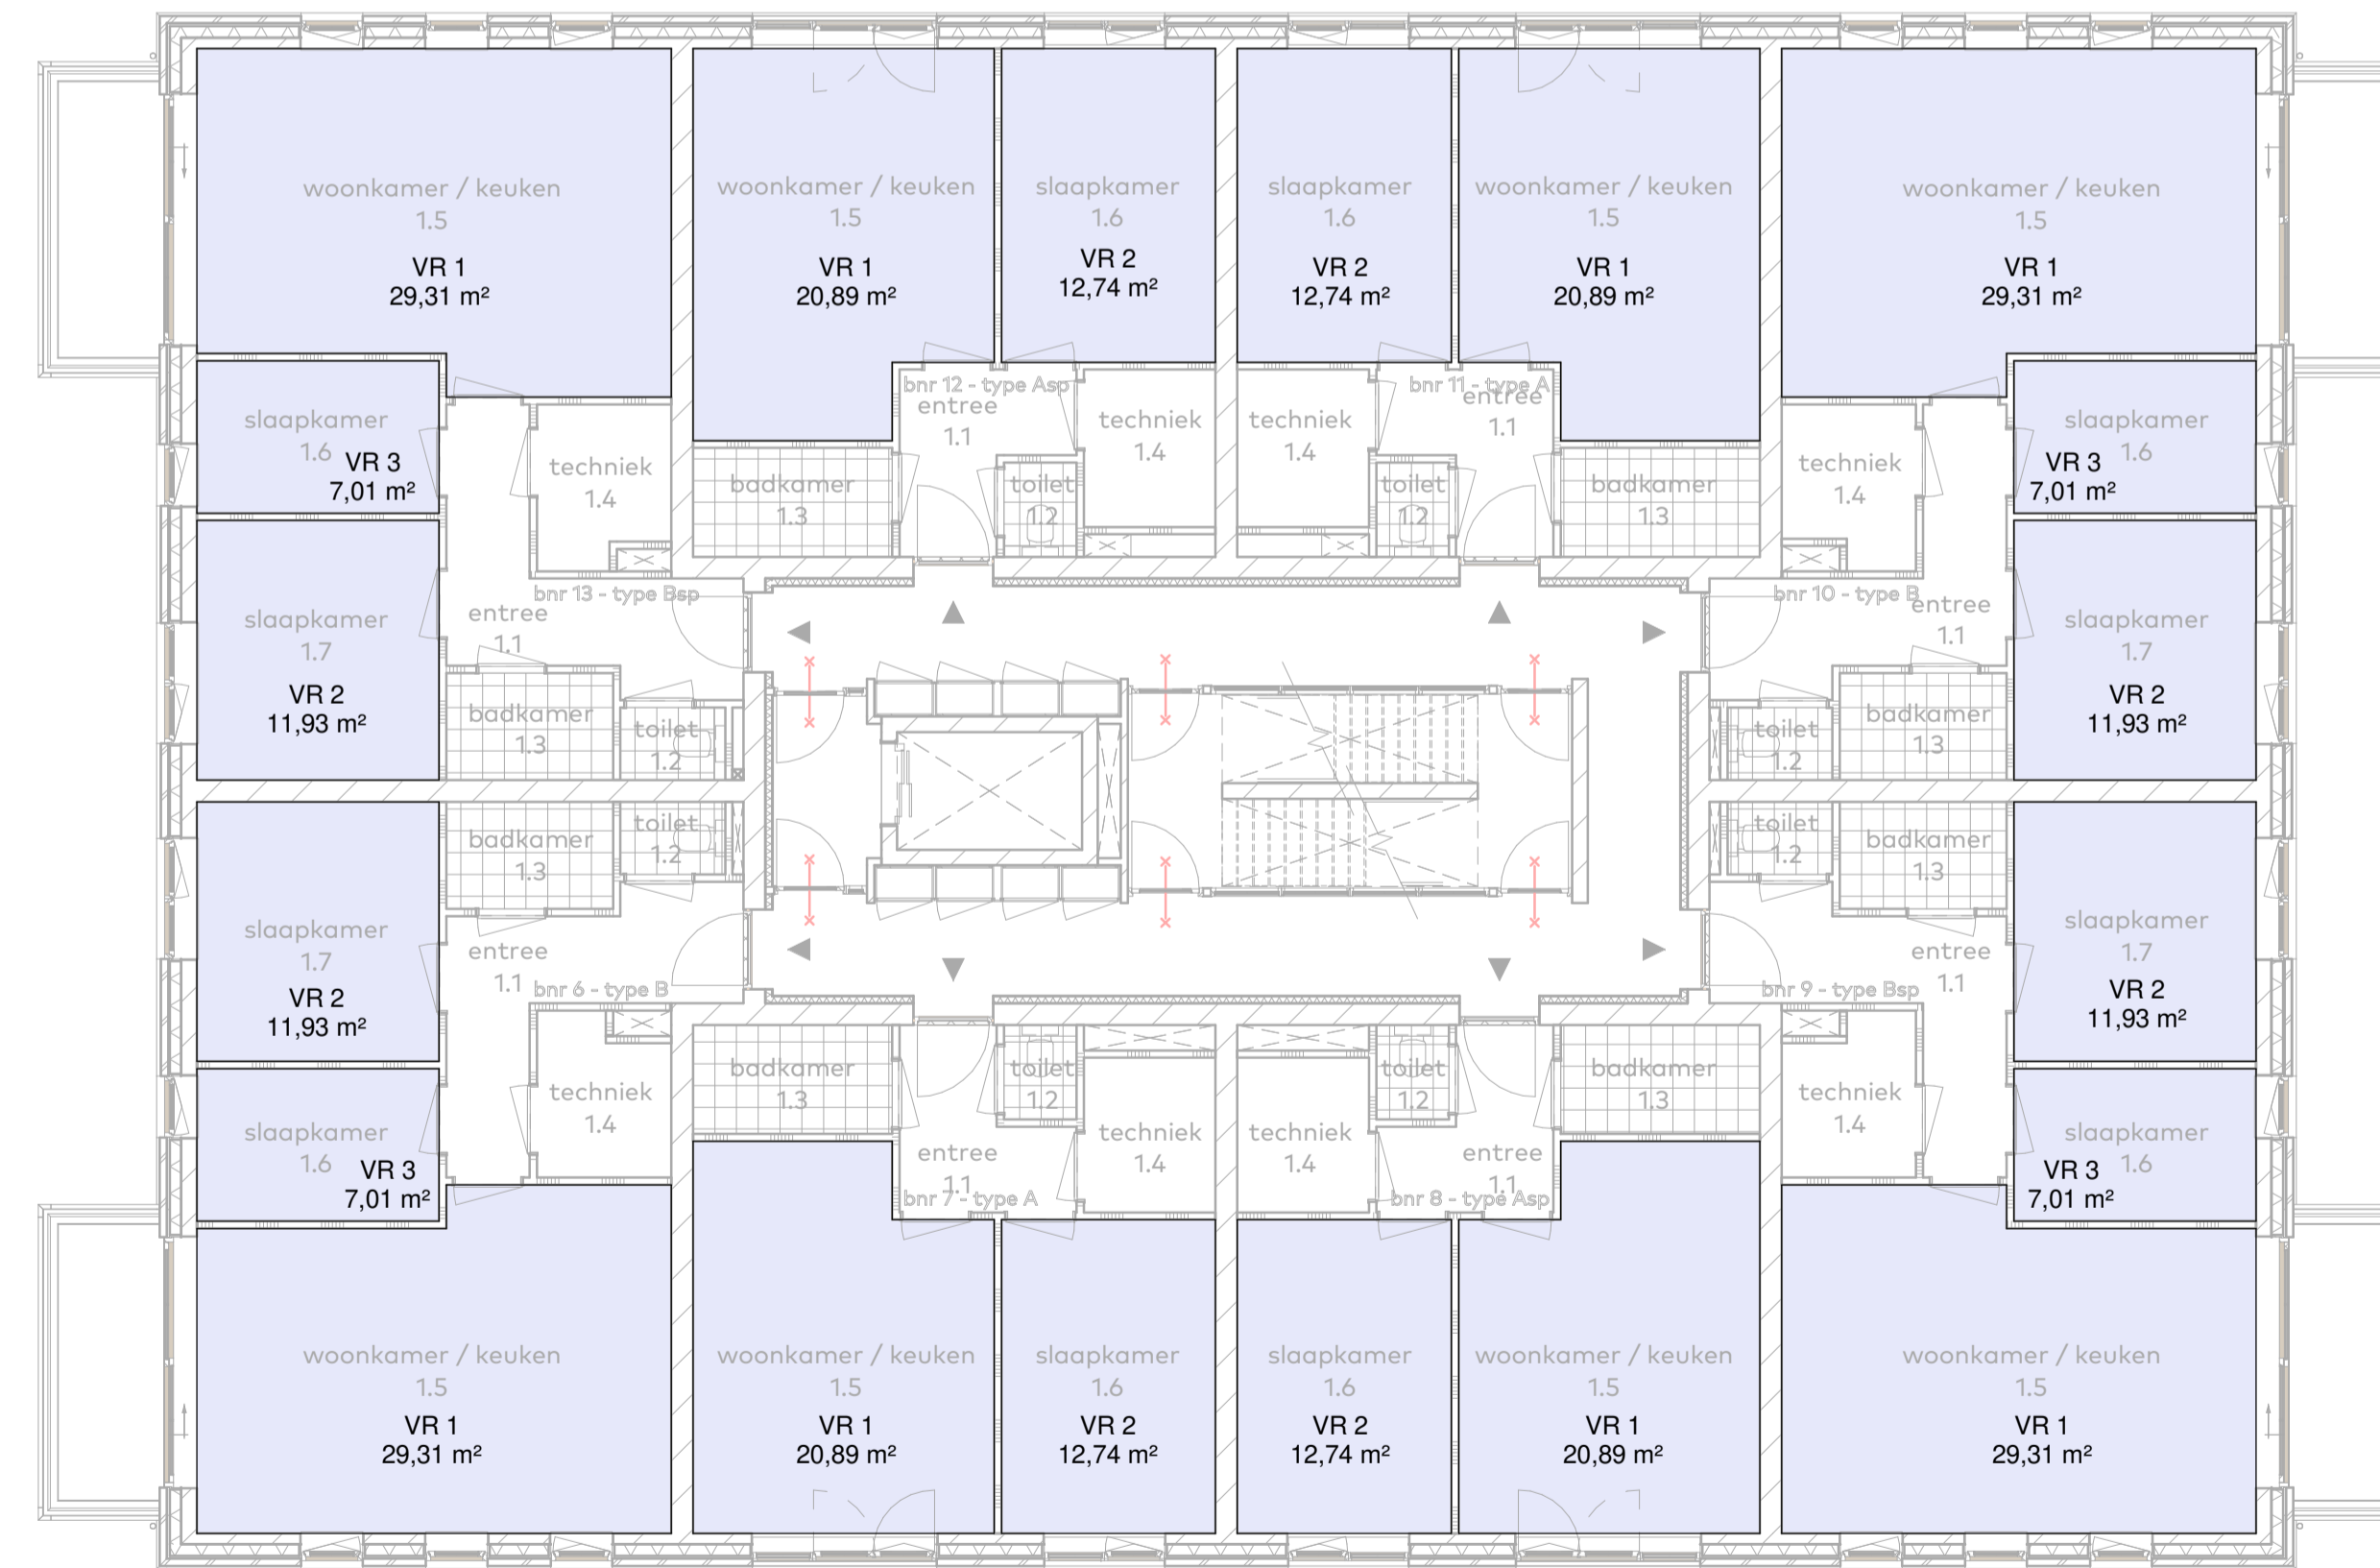 woonkamer / keuken
1.5
VR 1
29,31 m²
woonkamer / keuken
1.5
VR 1
20,89 m²
slaapkamer
1.6
VR 2
12,74 m²
slaapkamer
1.6
VR 2
12,74 m²
woonkamer / keuken
1.5
VR 1
20,89 m²
woonkamer / keuken
1.5
VR 1
29,31 m²
slaapkamer
1.6
VR 3
7,01 m²
techniek
1.4
bnr 12 - type Asp
entree
1.1
badkamer
1.3
toilet
1.2
techniek
1.4
techniek
1.4
bnr 11 - type A
entree
1.1
toilet
1.2
badkamer
1.3
techniek
1.4
slaapkamer
1.6
VR 3
7,01 m²
slaapkamer
1.7
VR 2
11,93 m²
bnr 13 - type Bsp
entree
1.1
badkamer
1.3
toilet
1.2
bnr 10 - type B
entree
1.1
toilet
1.2
badkamer
1.3
slaapkamer
1.7
VR 2
11,93 m²
slaapkamer
1.7
VR 2
11,93 m²
badkamer
1.3
toilet
1.2
entree
1.1
bnr 6 - type B
toilet
1.2
badkamer
1.3
entree
1.1
bnr 9 - type Bsp
slaapkamer
1.7
VR 2
11,93 m²
slaapkamer
1.6
VR 3
7,01 m²
techniek
1.4
badkamer
1.3
toilet
1.2
entree
1.1
bnr 7 - type A
techniek
1.4
techniek
1.4
toilet
1.2
badkamer
1.3
entree
1.1
bnr 8 - type Asp
techniek
1.4
slaapkamer
1.6
VR 3
7,01 m²
woonkamer / keuken
1.5
VR 1
29,31 m²
woonkamer / keuken
1.5
VR 1
20,89 m²
slaapkamer
1.6
VR 2
12,74 m²
slaapkamer
1.6
VR 2
12,74 m²
woonkamer / keuken
1.5
VR 1
20,89 m²
woonkamer / keuken
1.5
VR 1
29,31 m²